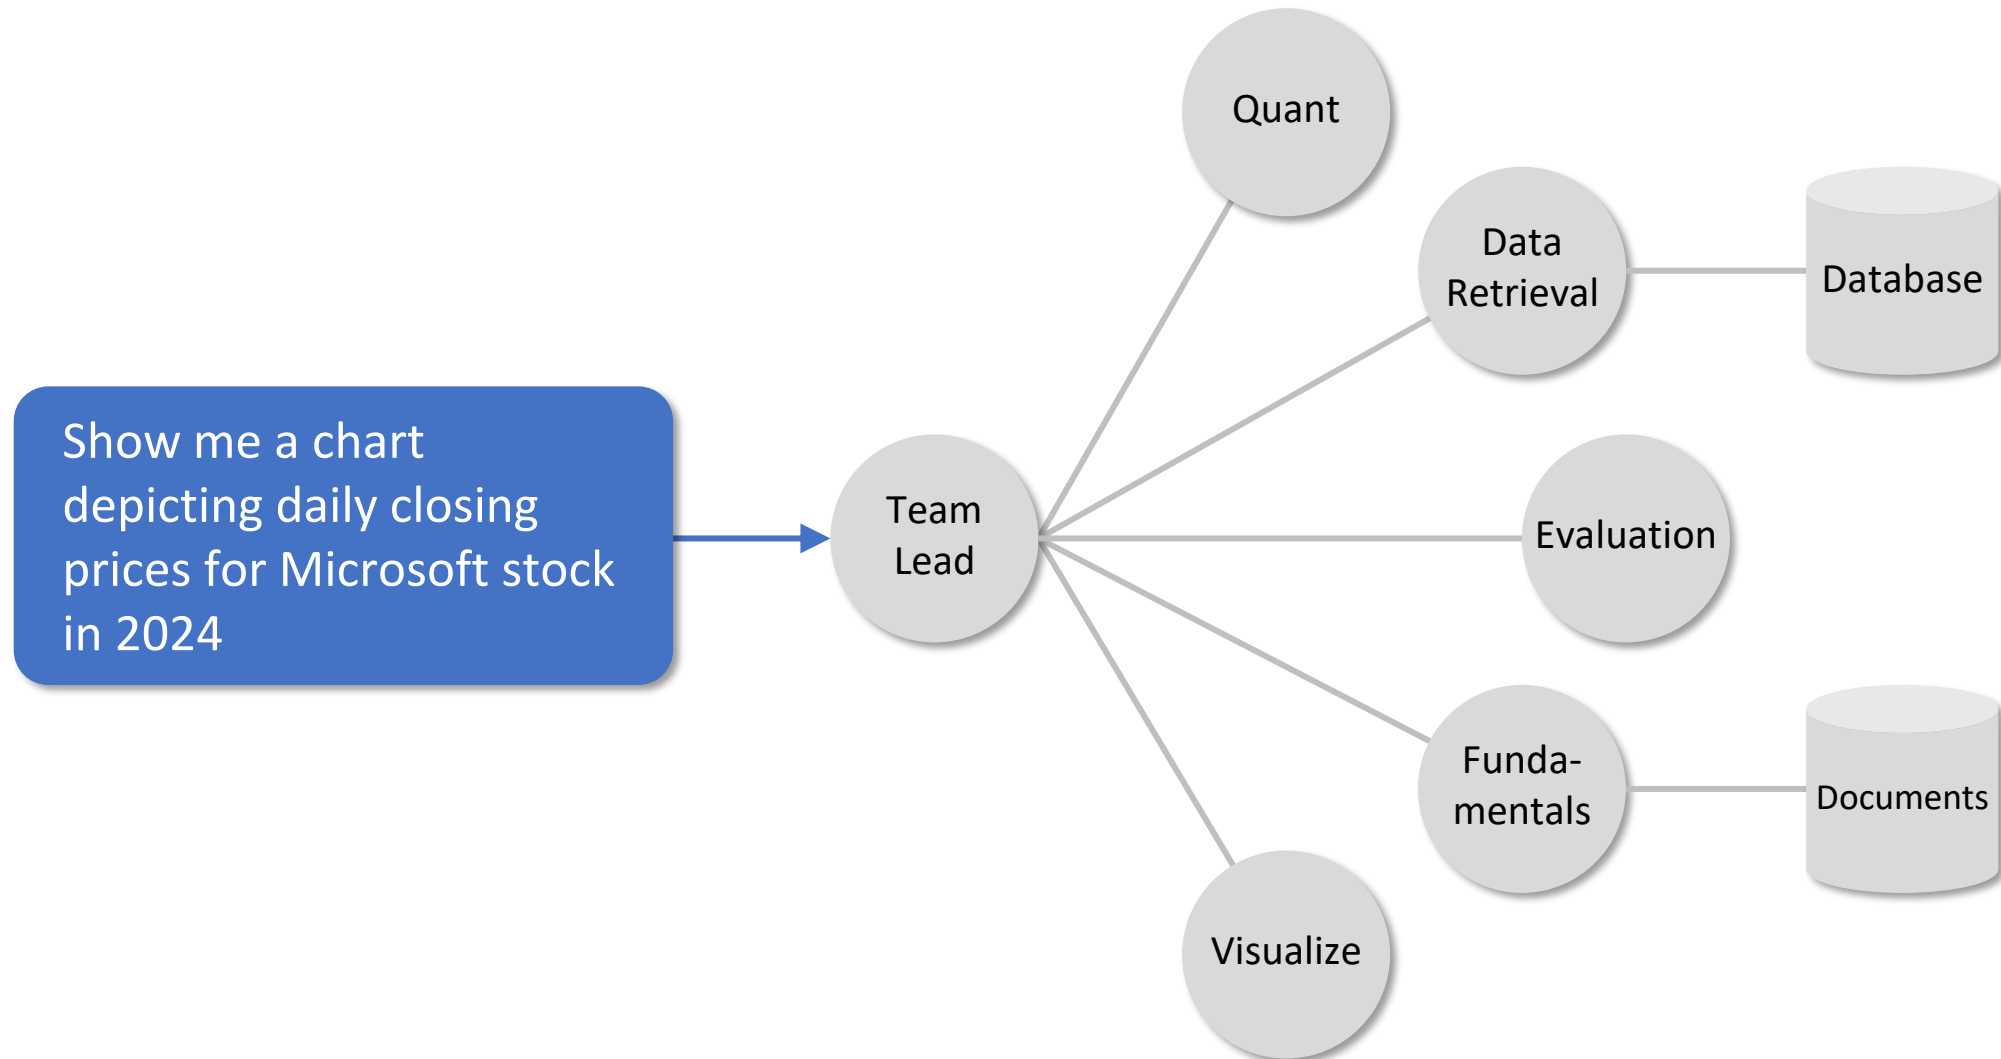 Show me a chart
depicting daily closing
prices for Microsoft stock
in 2024
Team
Lead
Quant
Data
Retrieval
Database
Evaluation
Funda-
mentals
Documents
Visualize